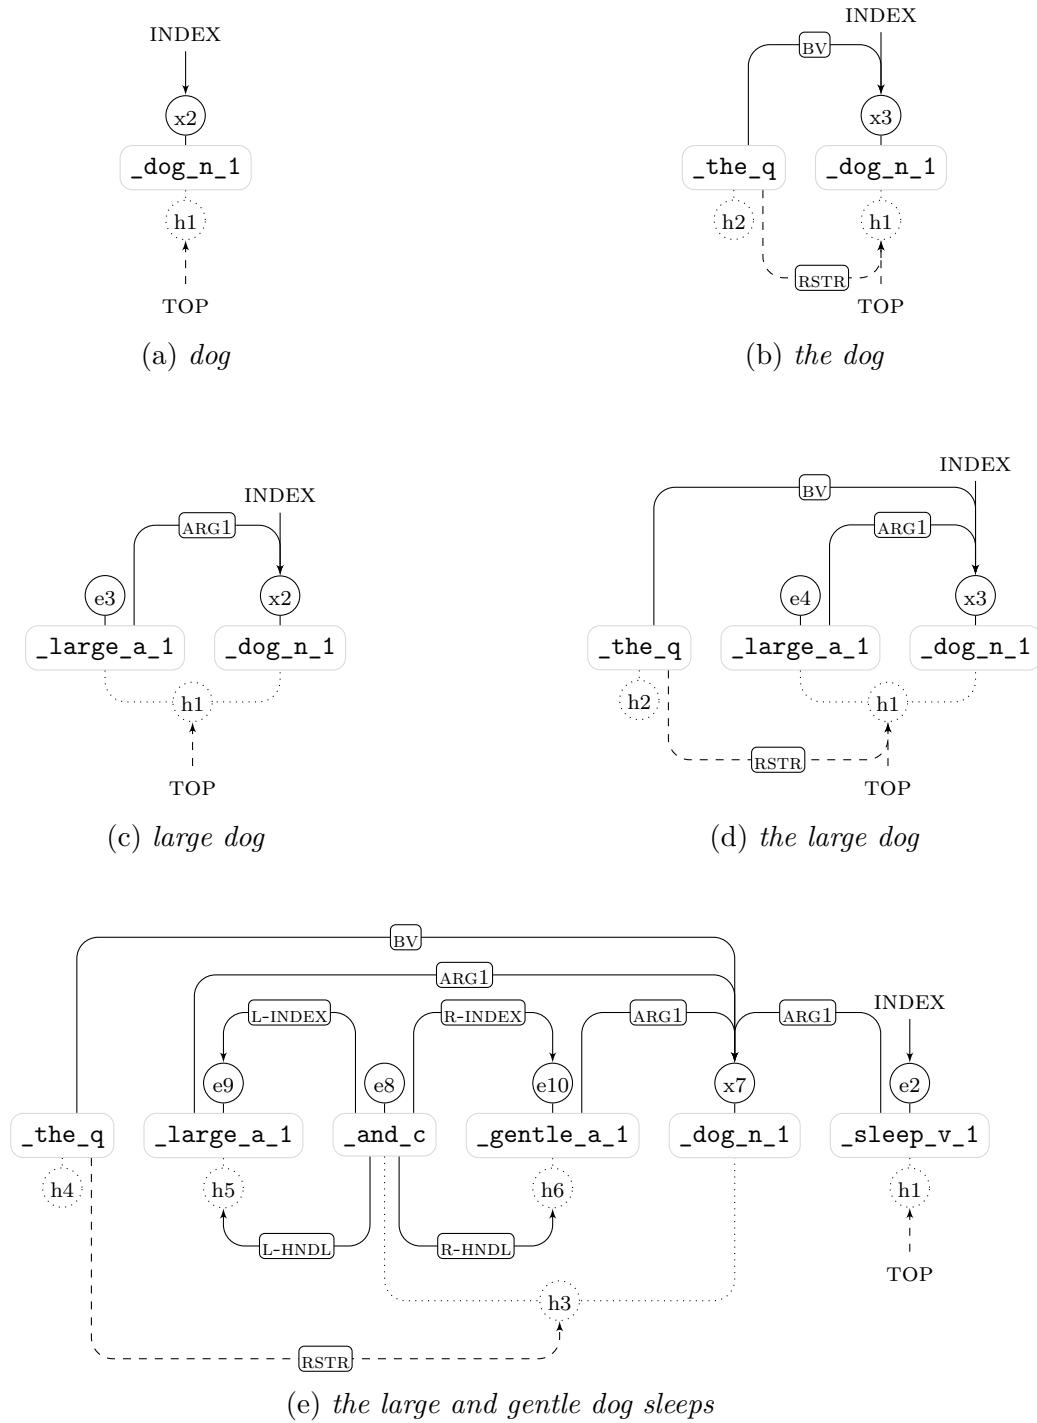 INDEX
x2
_dog_n_1
h1
TOP
(a) dog
INDEX
BV
x3
_the_q _dog_n_1
h2 h1
RSTR
TOP
(b) the dog
INDEX
ARG1
e3 x2
_large_a_1 _dog_n_1
h1
TOP
(c) large dog
INDEX
BV
ARG1
e4 x3
_the_q _large_a_1 _dog_n_1
h2 h1
RSTR
TOP
(d) the large dog
BV
ARG1
L-INDEX R-INDEX ARG1 ARG1 INDEX
e9 e8 e10 x7 e2
_the_q _large_a_1 _and_c _gentle_a_1 _dog_n_1 _sleep_v_1
h4 h5 h6 h1
L-HNDL R-HNDL
TOP
h3
RSTR
(e) the large and gentle dog sleeps